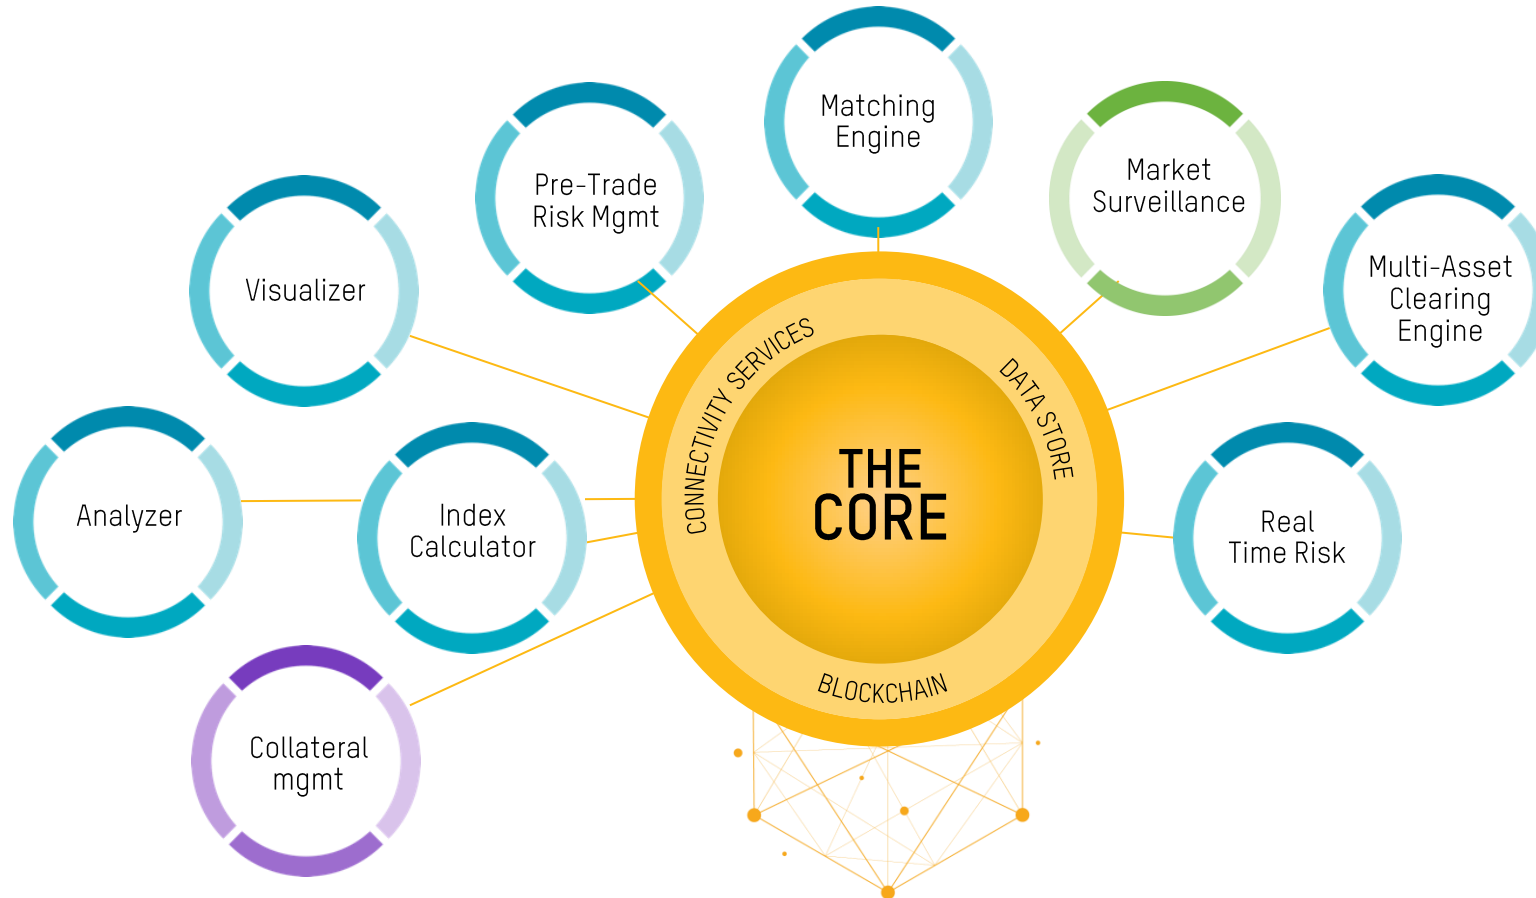 Matching
Engine
Pre-Trade
Risk Mgmt
Market
Surveillance
Visualizer
Multi-Asset
Clearing
Engine
Analyzer
Index
Calculator
CONNECTIVITY SERVICES
DATA STORE
THE
CORE
BLOCKCHAIN
Real
Time Risk
Collateral
mgmt